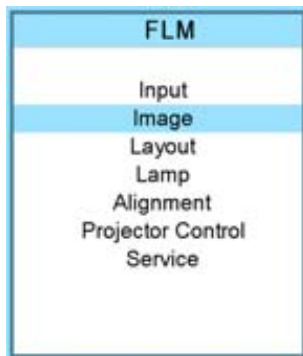 FLM
Input
Image
Layout
Lamp
Alignment
Projector Control
Service